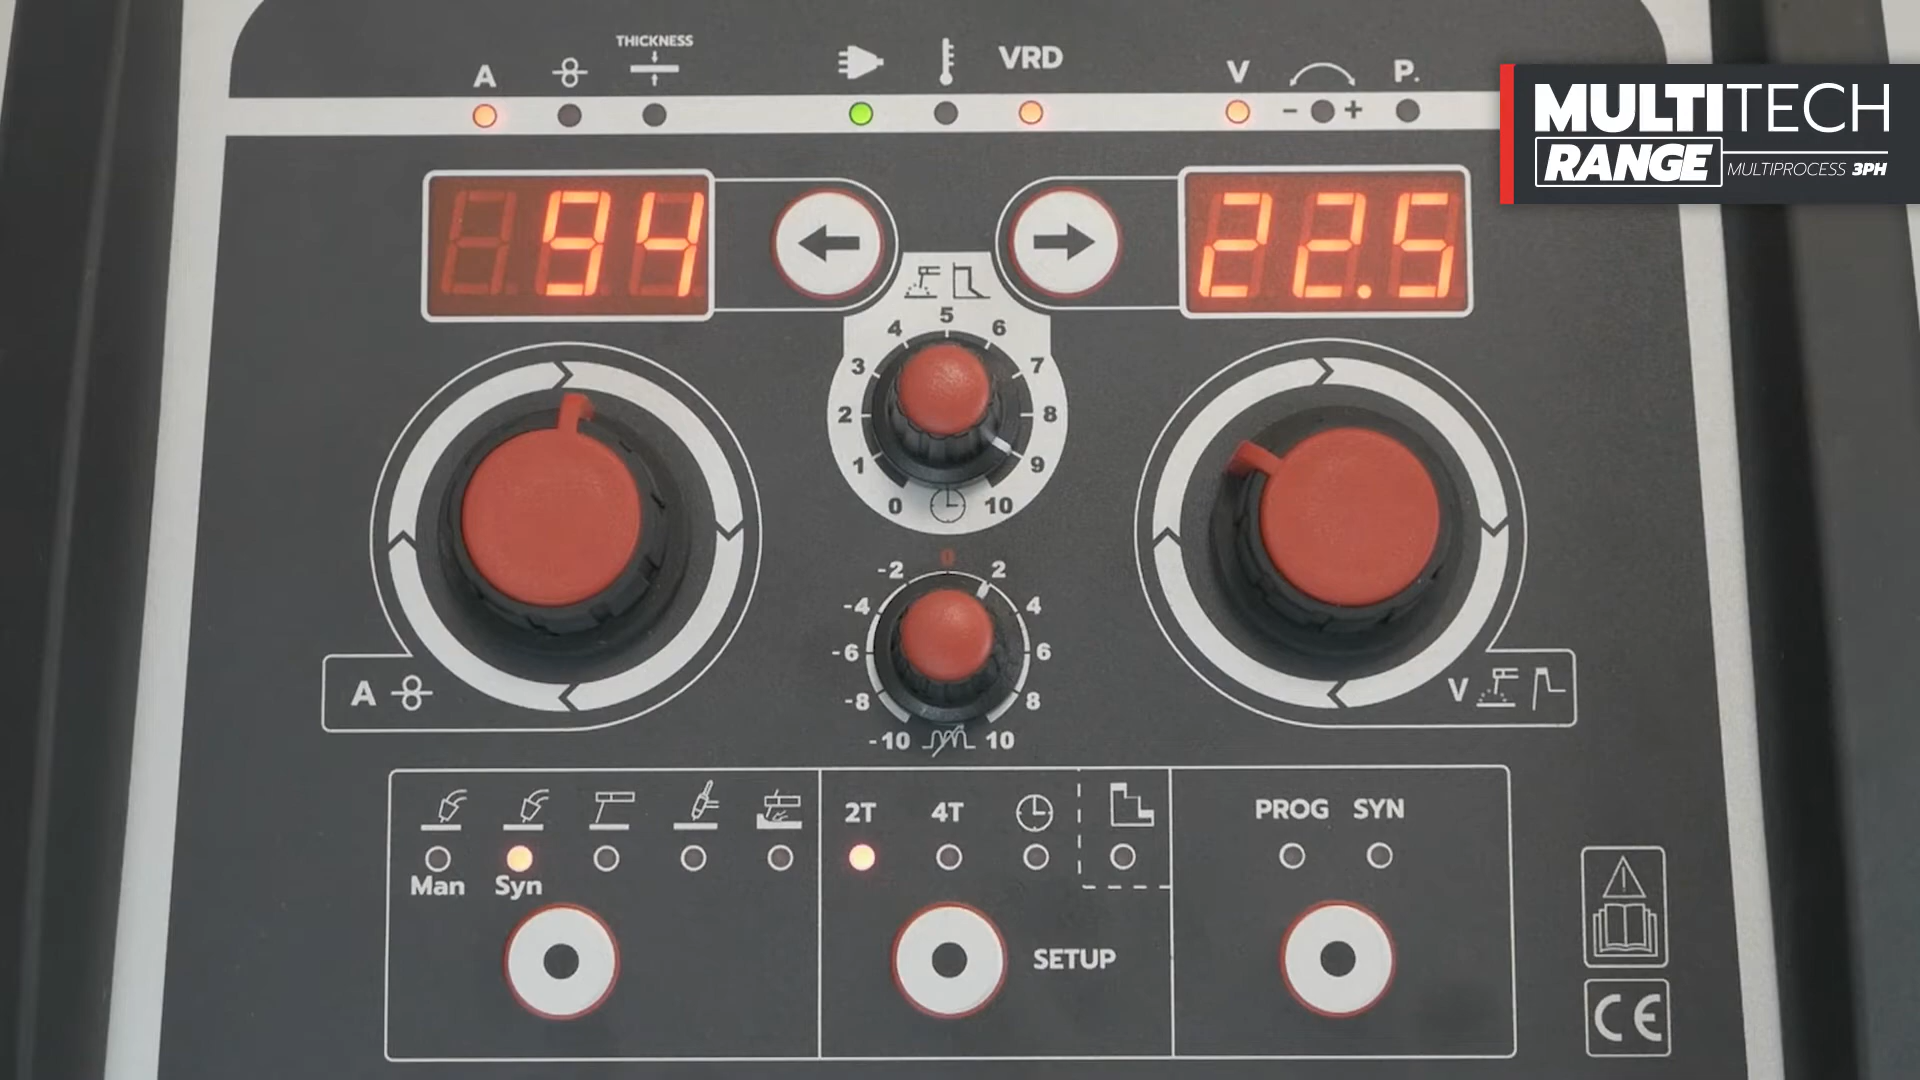 THICKNESS
A
VRD
V
- +
P.
MULTITECH
RANGE MULTIPROCESS 3PH
94
22.5
5
4 6
3 7
2 8
1 9
0 10
0
-2 2
-4 4
-6 6
-8 8
-10 10
A
V
2T 4T
PROG SYN
Man Syn
SETUP
CE